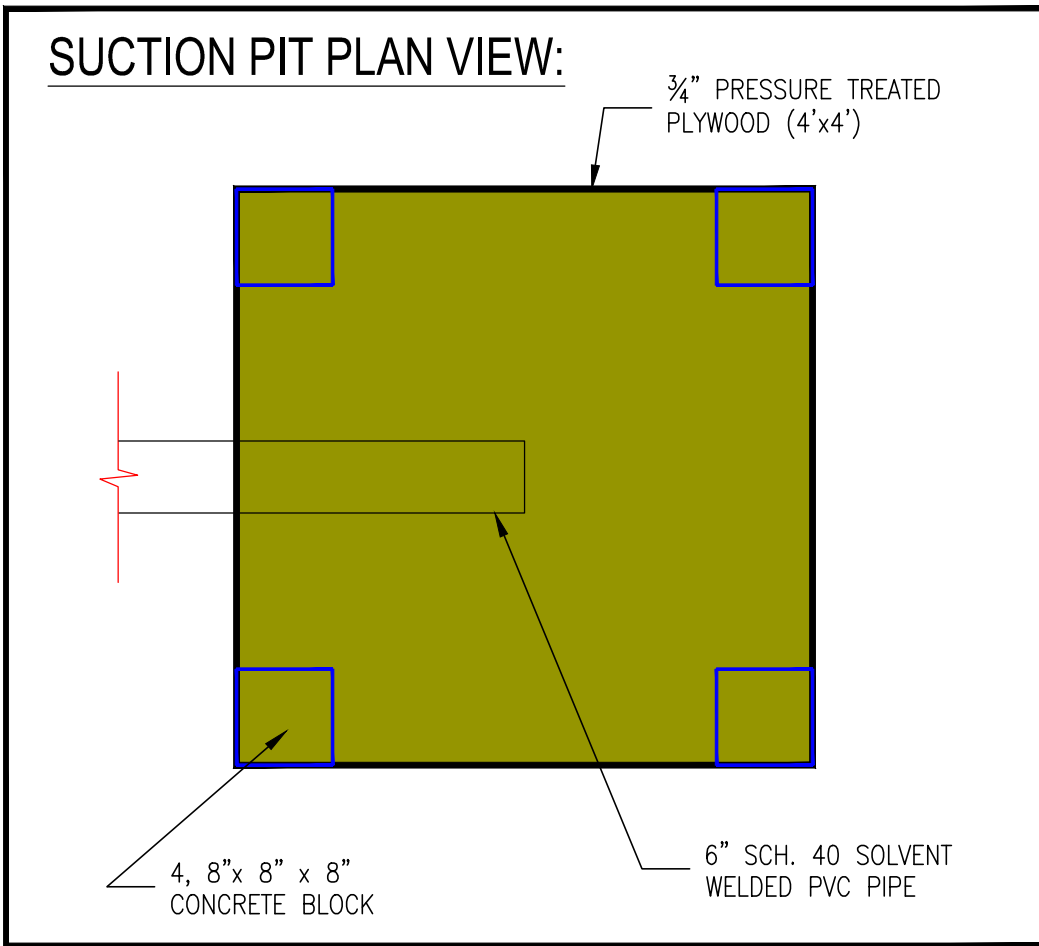 SUCTION PIT PLAN VIEW:
¾” PRESSURE TREATED
PLYWOOD (4’x4’)
4, 8”x 8” x 8”
CONCRETE BLOCK
6” SCH. 40 SOLVENT
WELDED PVC PIPE